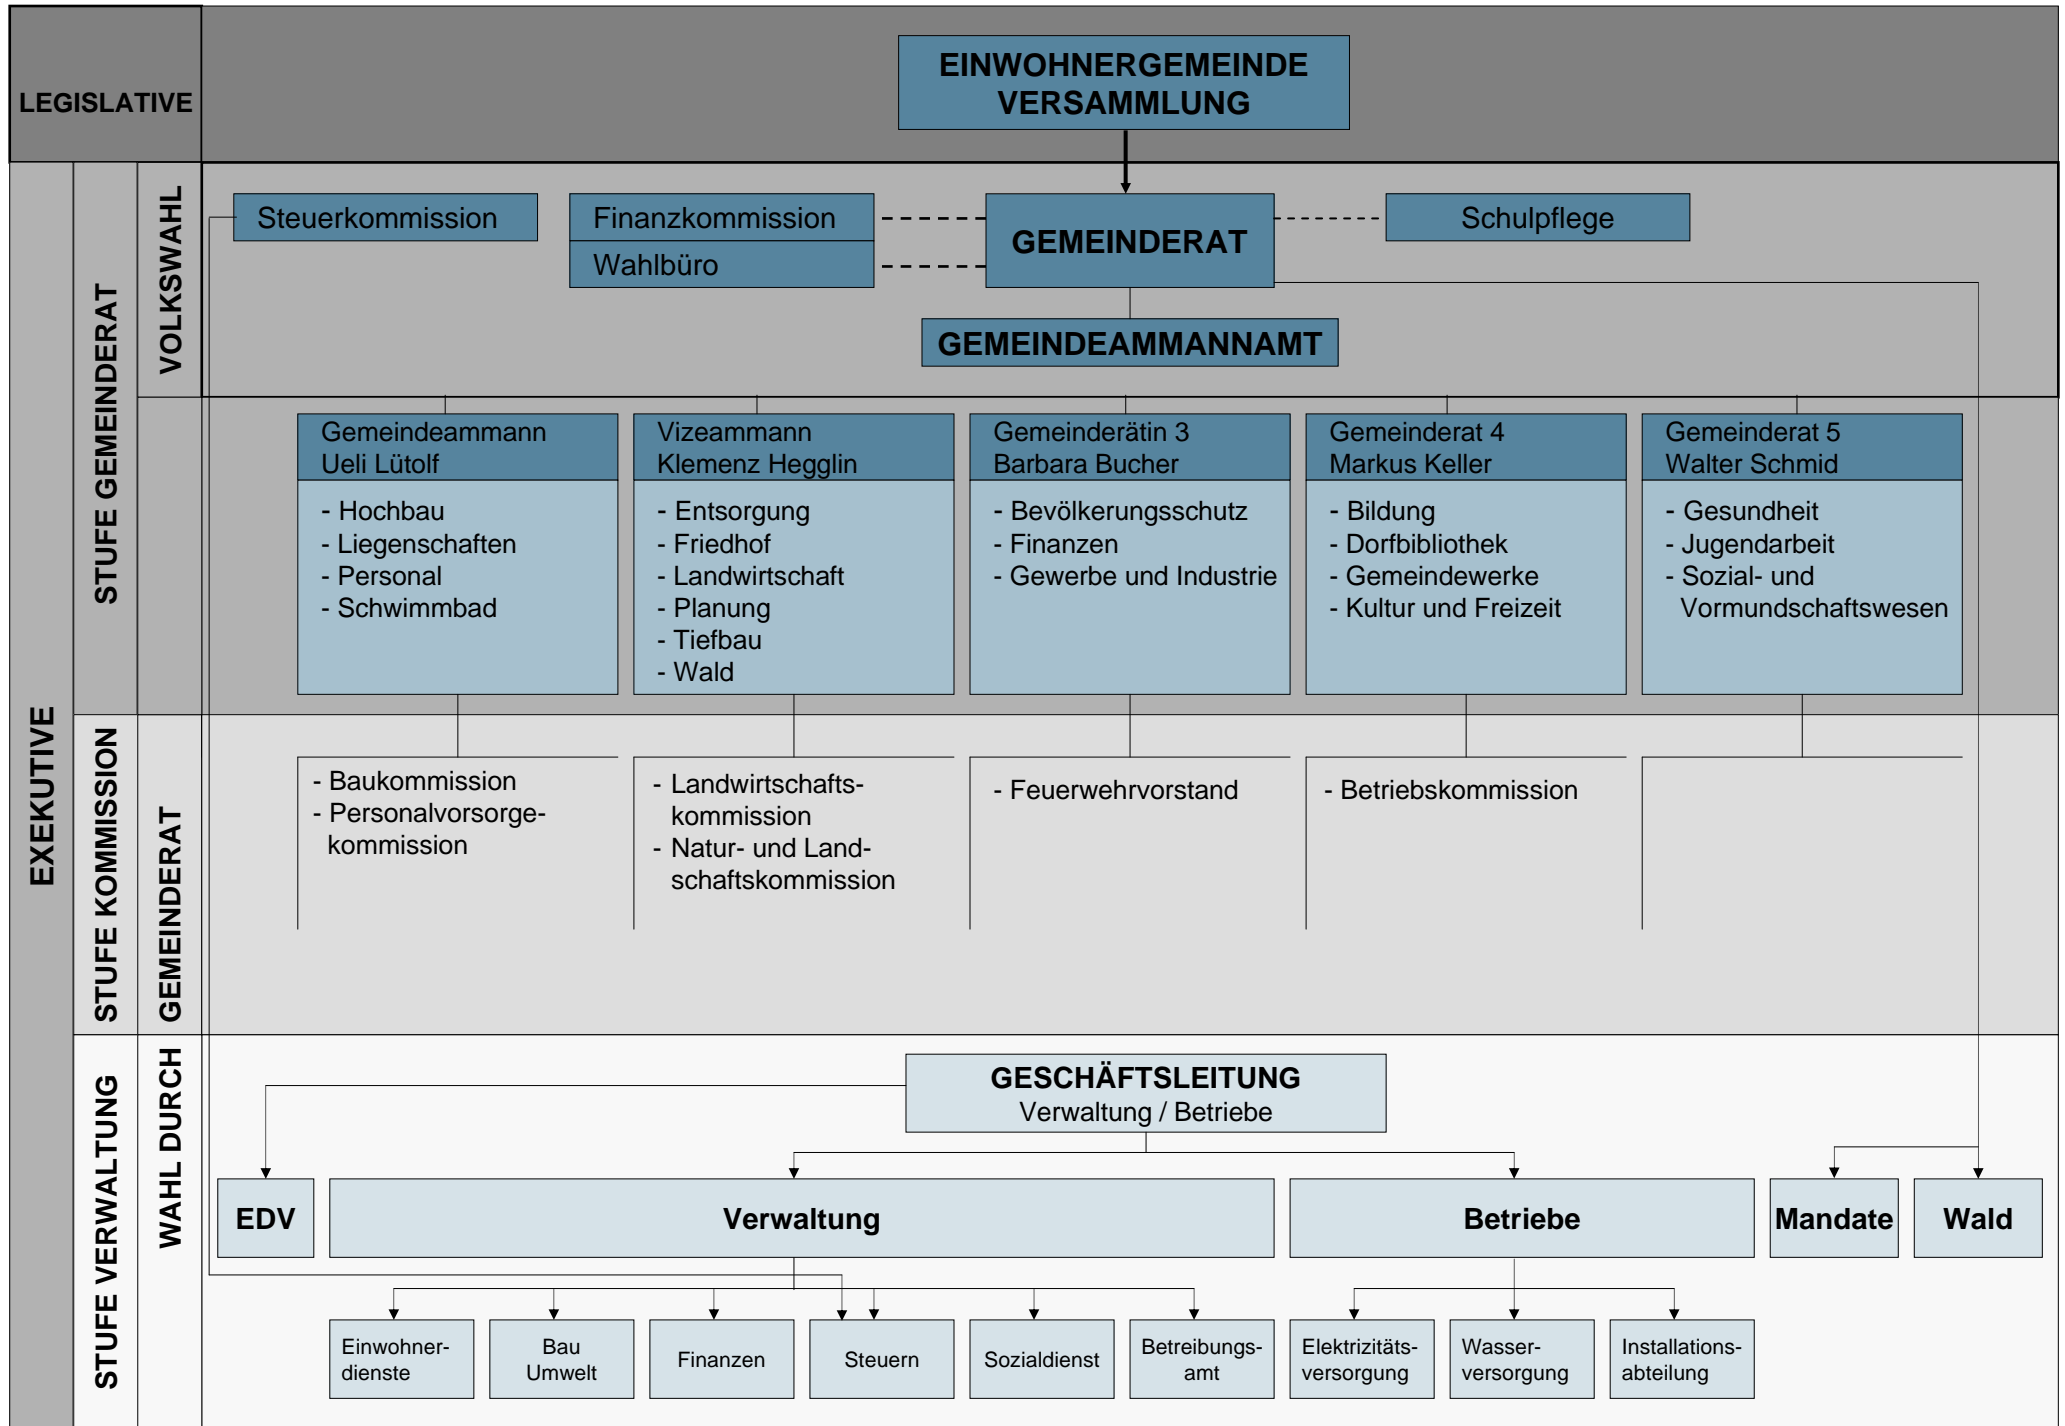 EINWOHNERGEMEINDE
VERSAMMLUNG
LEGISLATIVE
EXEKUTIVE
STUFE GEMEINDERAT
VOLKSWAHL
Steuerkommission
Finanzkommission
Wahlbüro
GEMEINDERAT
Schulpflege
GEMEINDEAMMANNAMT
Gemeindeammann
Ueli Lütolf
- Hochbau
- Liegenschaften
- Personal
- Schwimmbad
Vizeammann
Klemenz Hegglin
- Entsorgung
- Friedhof
- Landwirtschaft
- Planung
- Tiefbau
- Wald
Gemeinderätin 3
Barbara Bucher
- Bevölkerungsschutz
- Finanzen
- Gewerbe und Industrie
Gemeinderat 4
Markus Keller
- Bildung
- Dorfbibliothek
- Gemeindewerke
- Kultur und Freizeit
Gemeinderat 5
Walter Schmid
- Gesundheit
- Jugendarbeit
- Sozial- und
Vormundschaftswesen
STUFE KOMMISSION
WAHL DURCH GEMEINDERAT
- Baukommission
- Personalvorsorge-
kommission
- Landwirtschafts-
kommission
- Natur- und Land-
schaftskommission
- Feuerwehrvorstand
- Betriebskommission
STUFE VERWALTUNG
GESCHÄFTSLEITUNG
Verwaltung / Betriebe
EDV
Verwaltung
Betriebe
Mandate
Wald
Einwohner-
dienste
Bau
Umwelt
Finanzen
Steuern
Sozialdienst
Betreibungs-
amt
Elektrizitäts-
versorgung
Wasser-
versorgung
Installations-
abteilung